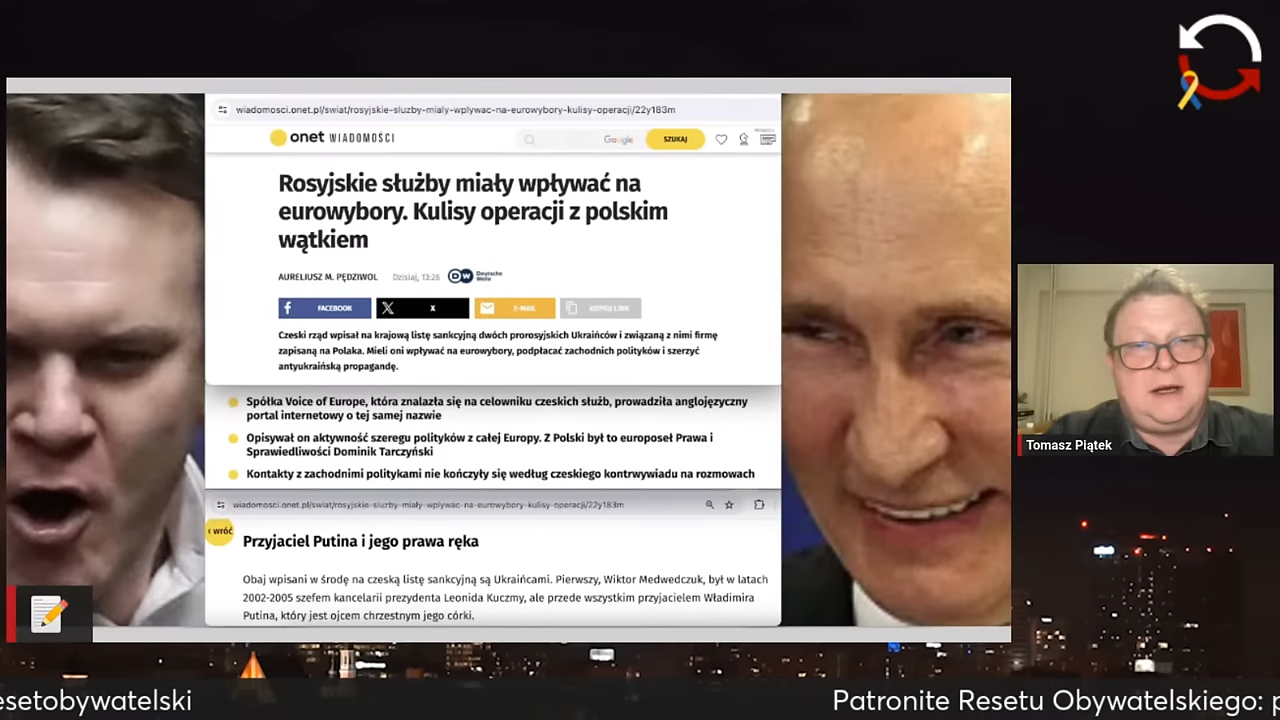 wiadomosci.onet.pl/swiat/rosyjskie-sluzby-mialy-wplywac-na-eurowybory-kulisy-operacji/22y183m
onet WIADOMOŚCI
Google
SZUKAJ
Rosyjskie służby miały wpływać na
eurowybory. Kulisy operacji z polskim
wątkiem
AURELIUSZ M. PĘDZIWOL
Dzisiaj, 13:26
DW Deutsche
Welle
FACEBOOK
X
E-MAIL
KOPIUJ LINK
Czeski rząd wpisał na krajową listę sankcyjną dwóch prorosyjskich Ukraińców i związaną z nimi firmę
zapisaną na Polaka. Mieli oni wpływać na eurowybory, podpłacać zachodnich polityków i szerzyć
antyukraińską propagandę.
Spółka Voice of Europe, która znalazła się na celowniku czeskich służb, prowadziła anglojęzyczny
portal internetowy o tej samej nazwie
Opisywał on aktywność szeregu polityków z całej Europy. Z Polski był to europoseł Prawa i
Sprawiedliwości Dominik Tarczyński
Kontakty z zachodnimi politykami nie kończyły się według czeskiego kontrwywiadu na rozmowach
wiadomosci.onet.pl/swiat/rosyjskie-sluzby-mialy-wplywac-na-eurowybory-kulisy-operacji/22y183m
‹ wróć
Przyjaciel Putina i jego prawa ręka
Obaj wpisani w środę na czeską listę sankcyjną są Ukraińcami. Pierwszy, Wiktor Medwedczuk, był w latach
2002-2005 szefem kancelarii prezydenta Leonida Kuczmy, ale przede wszystkim przyjacielem Władimira
Putina, który jest ojcem chrzestnym jego córki.
Tomasz Piątek
esetobywatelski
Patronite Resetu Obywatelskiego: p